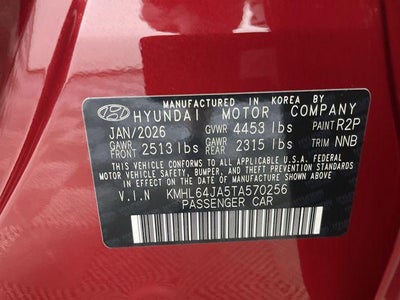 MANUFACTURED IN KOREA BY
HYUNDAI MOTOR COMPANY
JAN/2026 GVWR 4453 lbs PAINT R2P
GAWR FRONT 2513 lbs GAWR REAR 2315 lbs TRIM NNB
THIS VEHICLE CONFORMS TO ALL APPLICABLE U.S.A FEDERAL
MOTOR VEHICLE SAFETY, BUMPER, AND THEFT PREVENTION
STANDARDS IN EFFECT ON THE DATE OF MANUFACTURE SHOWN ABOVE.
V.I.N KMHL64JA5TA570256
PASSENGER CAR